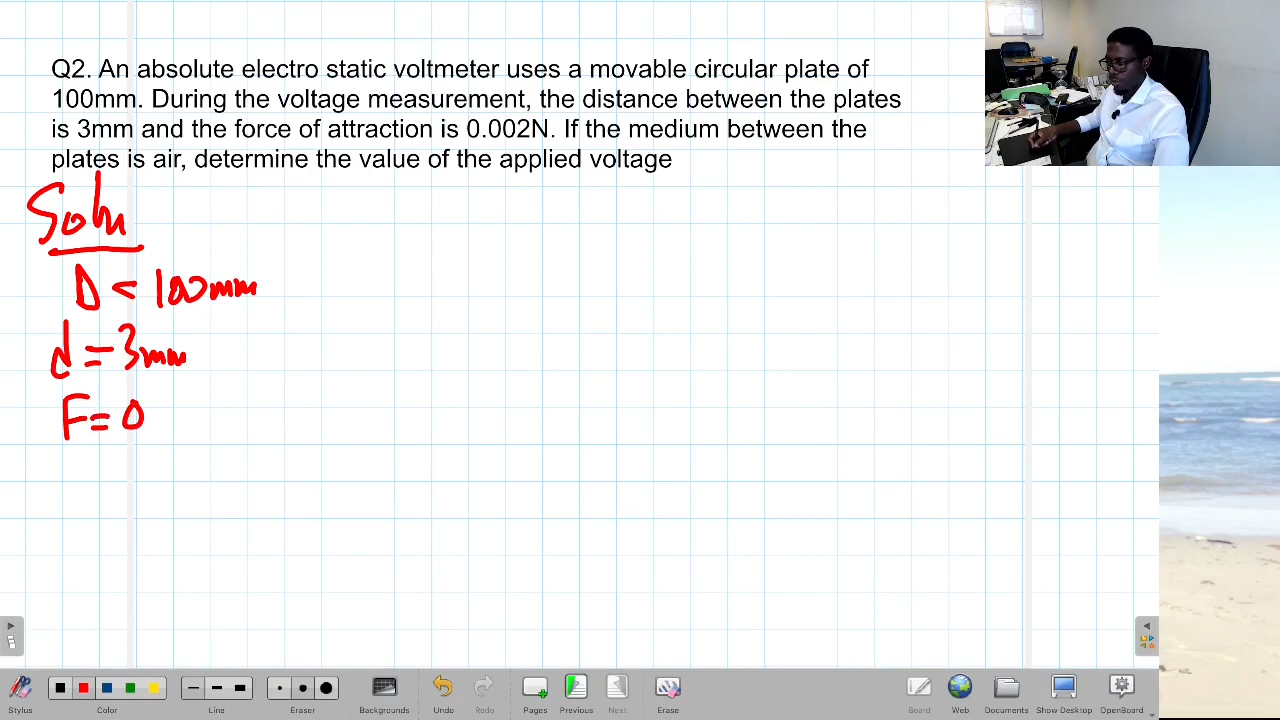 Q2. An absolute electro static voltmeter uses a movable circular plate of
100mm. During the voltage measurement, the distance between the plates
is 3mm and the force of attraction is 0.002N. If the medium between the
plates is air, determine the value of the applied voltage
Soln
D = 100mm
d = 3mm
F = 0
Stylus
Color
Line
Eraser
Backgrounds
Undo
Redo
Pages
Previous
Next
Erase
Board
Web
Documents
Show Desktop
OpenBoard